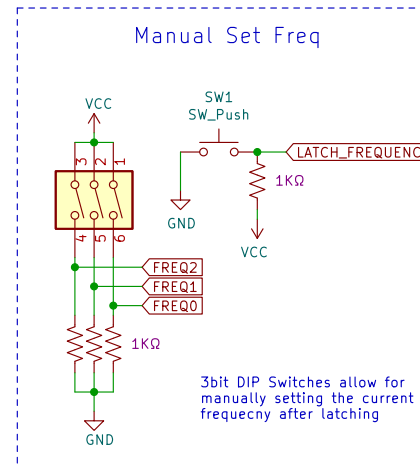 Manual Set Freq
VCC
SW1
SW_Push
3 2 1
LATCH_FREQUENC
1KΩ
GND
4 5 6
VCC
FREQ2
FREQ1
FREQ0
1KΩ
3bit DIP Switches allow for
manually setting the current
frequecny after latching
GND